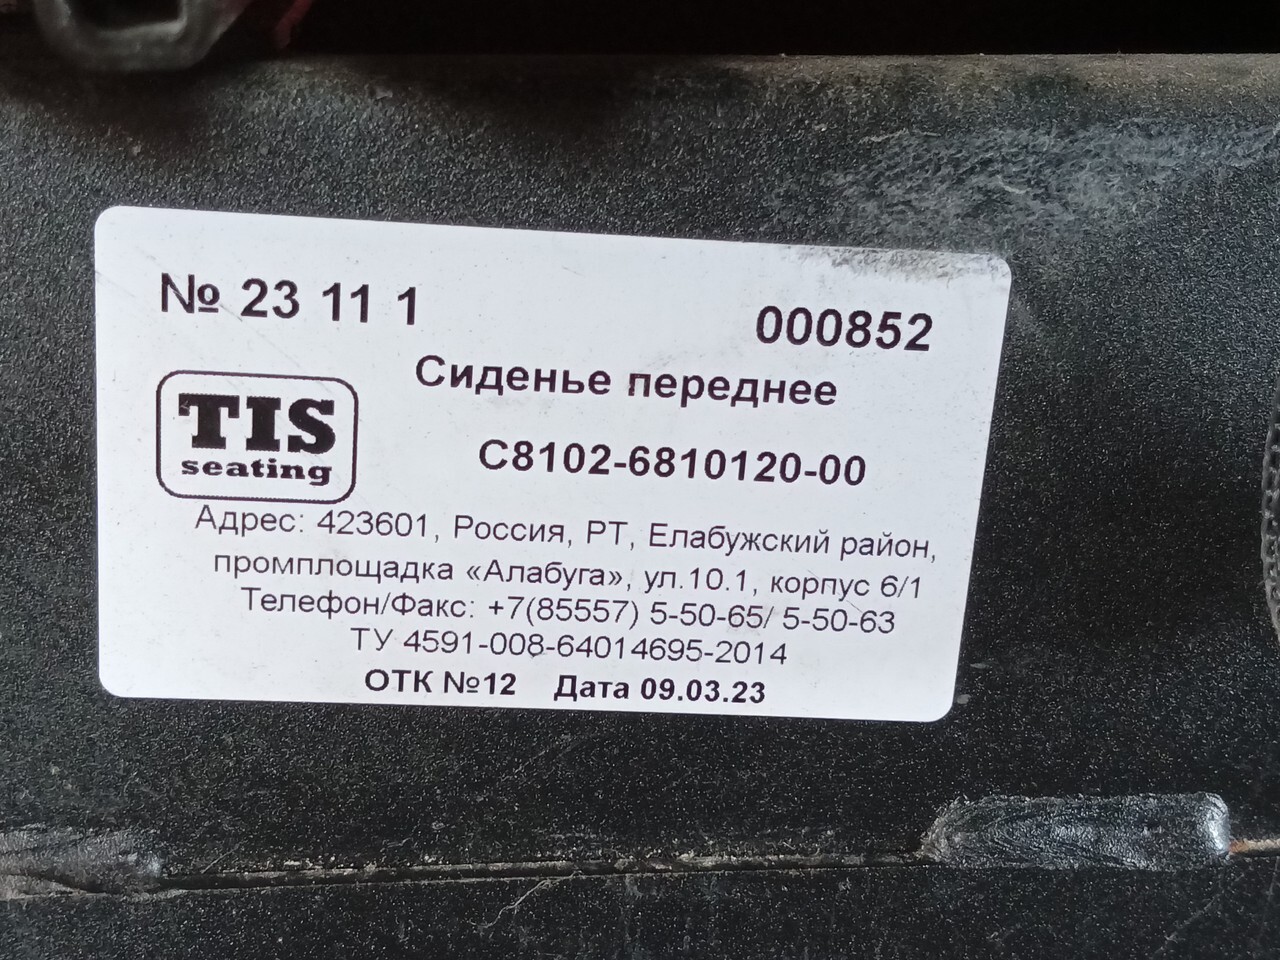 № 23 11 1 000852
Сиденье переднее
TIS
seating
С8102-6810120-00
Адрес: 423601, Россия, РТ, Елабужский район,
промплощадка «Алабуга», ул.10.1, корпус 6/1
Телефон/Факс: +7(85557) 5-50-65/ 5-50-63
ТУ 4591-008-64014695-2014
ОТК №12 Дата 09.03.23